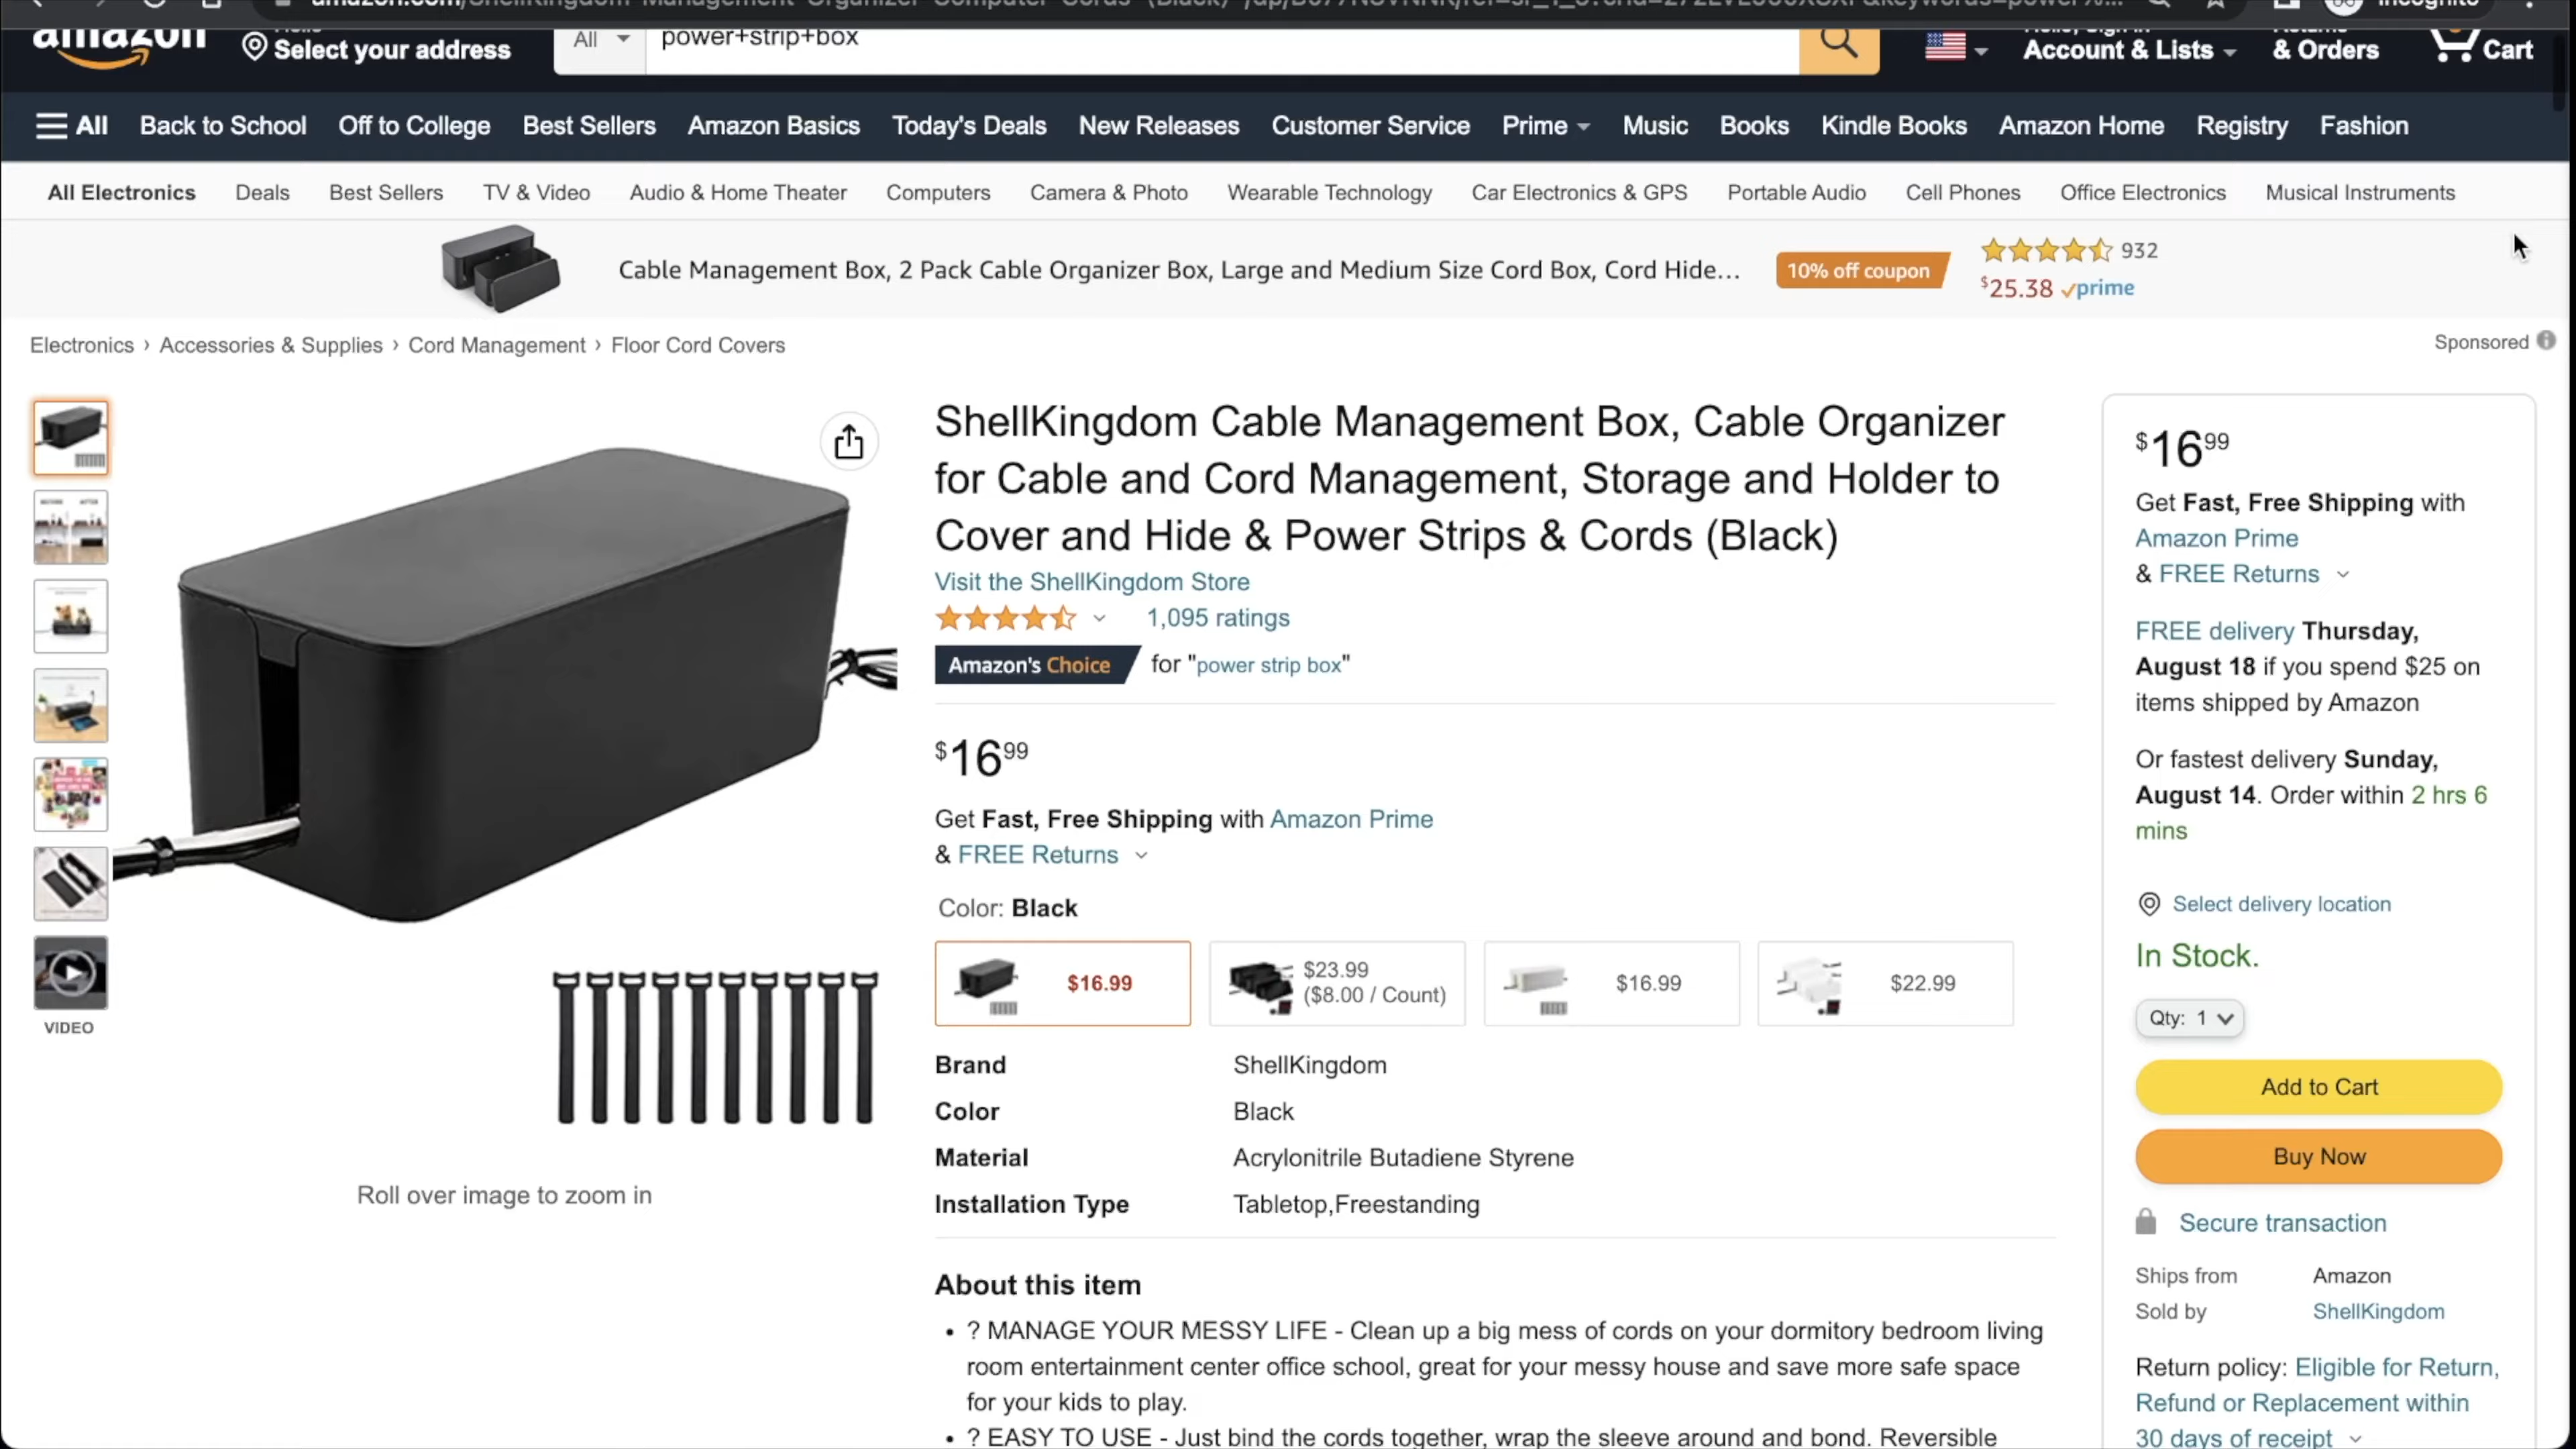 amazon
Select your address
All
power+strip+box
Account & Lists
& Orders
Cart
All
Back to School
Off to College
Best Sellers
Amazon Basics
Today's Deals
New Releases
Customer Service
Prime
Music
Books
Kindle Books
Amazon Home
Registry
Fashion
All Electronics
Deals
Best Sellers
TV & Video
Audio & Home Theater
Computers
Camera & Photo
Wearable Technology
Car Electronics & GPS
Portable Audio
Cell Phones
Office Electronics
Musical Instruments
Cable Management Box, 2 Pack Cable Organizer Box, Large and Medium Size Cord Box, Cord Hide...
10% off coupon
932
$25.38 prime
Electronics › Accessories & Supplies › Cord Management › Floor Cord Covers
Sponsored
VIDEO
Roll over image to zoom in
ShellKingdom Cable Management Box, Cable Organizer
for Cable and Cord Management, Storage and Holder to
Cover and Hide & Power Strips & Cords (Black)
Visit the ShellKingdom Store
1,095 ratings
Amazon's Choice for "power strip box"
$16 99
Get Fast, Free Shipping with Amazon Prime
& FREE Returns
Color: Black
$16.99
$23.99
($8.00 / Count)
$16.99
$22.99
Brand ShellKingdom
Color Black
Material Acrylonitrile Butadiene Styrene
Installation Type Tabletop,Freestanding
About this item
• ? MANAGE YOUR MESSY LIFE - Clean up a big mess of cords on your dormitory bedroom living
room entertainment center office school, great for your messy house and save more safe space
for your kids to play.
• ? EASY TO USE - Just bind the cords together, wrap the sleeve around and bond. Reversible
$16 99
Get Fast, Free Shipping with
Amazon Prime
& FREE Returns
FREE delivery Thursday,
August 18 if you spend $25 on
items shipped by Amazon
Or fastest delivery Sunday,
August 14. Order within 2 hrs 6
mins
Select delivery location
In Stock.
Qty: 1
Add to Cart
Buy Now
Secure transaction
Ships from Amazon
Sold by ShellKingdom
Return policy: Eligible for Return,
Refund or Replacement within
30 days of receipt